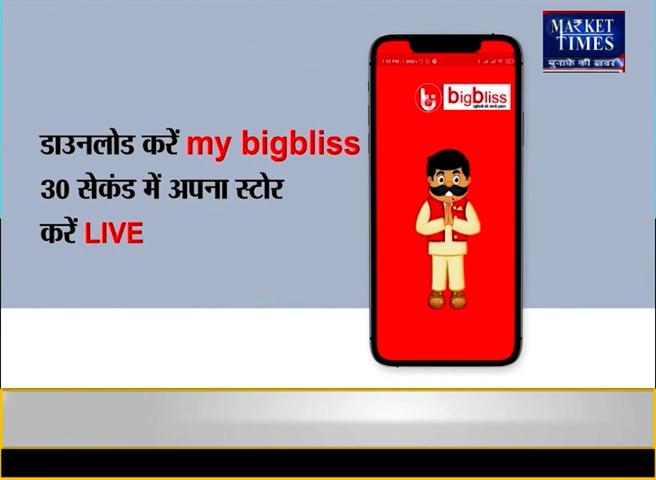 MARKET
TIMES
मुनाफे की खबर
bigbliss
डाउनलोड करें my bigbliss
30 सेकंड में अपना स्टोर
करें LIVE